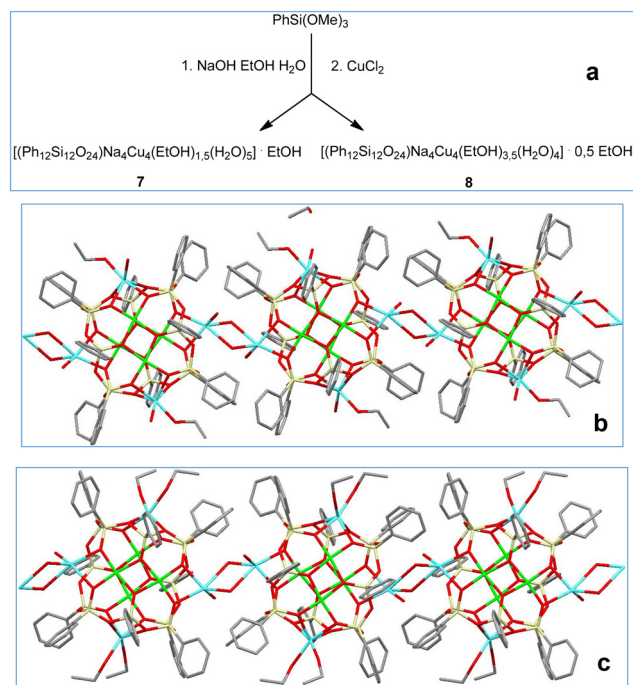 PhSi(OMe)₃
1. NaOH EtOH H₂O 2. CuCl₂
a
[(Ph₁₂Si₁₂O₂₄)Na₄Cu₄(EtOH)₁,₅(H₂O)₅] · EtOH [(Ph₁₂Si₁₂O₂₄)Na₄Cu₄(EtOH)₃,₅(H₂O)₄] · 0,5 EtOH
7 8
b
c